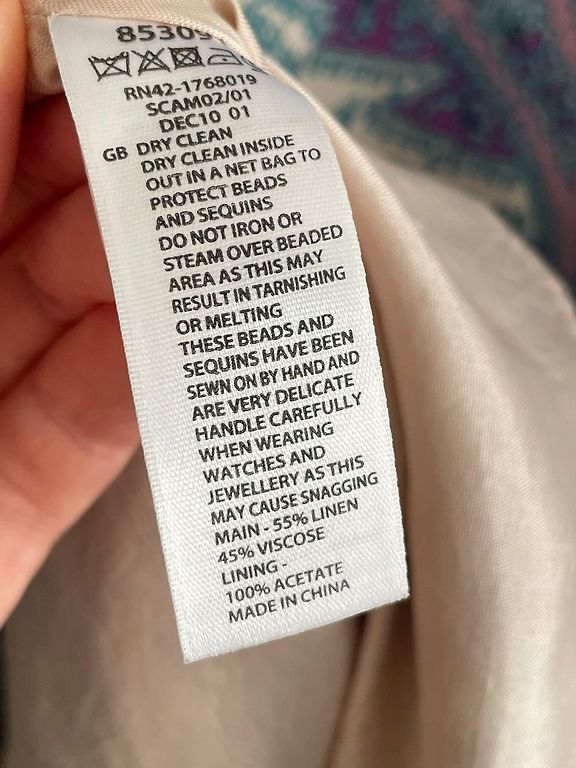 85309
RN42-1768019
SCAM02/01
DEC10 01
GB DRY CLEAN
DRY CLEAN INSIDE
OUT IN A NET BAG TO
PROTECT BEADS
AND SEQUINS
DO NOT IRON OR
STEAM OVER BEADED
AREA AS THIS MAY
RESULT IN TARNISHING
OR MELTING
THESE BEADS AND
SEQUINS HAVE BEEN
SEWN ON BY HAND AND
ARE VERY DELICATE
HANDLE CAREFULLY
WHEN WEARING
WATCHES AND
JEWELLERY AS THIS
MAY CAUSE SNAGGING
MAIN - 55% LINEN
45% VISCOSE
LINING -
100% ACETATE
MADE IN CHINA